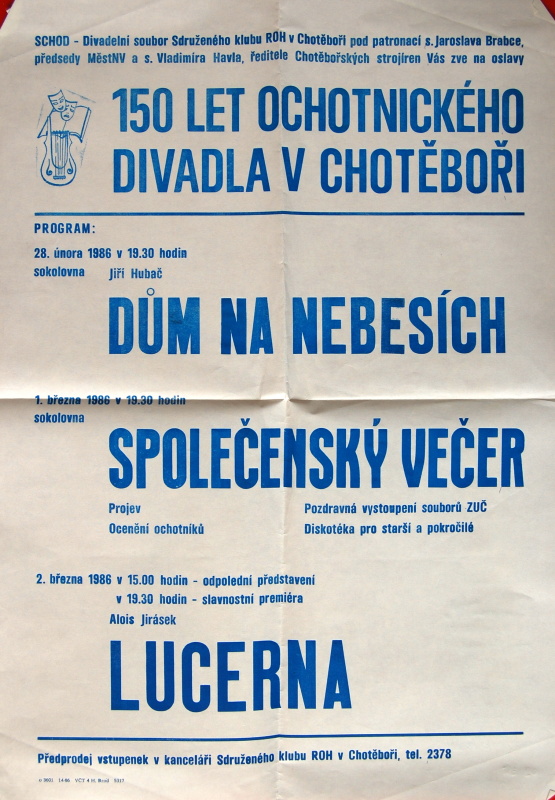 SCHOD - Divadelní soubor Sdruženého klubu ROH v Chotěboři pod patronací s. Jaroslava Brabce,
předsedy MěstNV a s. Vladimíra Havla, ředitele Chotěbořských strojíren Vás zve na oslavy
150 LET OCHOTNICKÉHO
DIVADLA V CHOTĚBOŘI
PROGRAM:
28. února 1986 v 19.30 hodin
sokolovna Jiří Hubač
DŮM NA NEBESÍCH
1. března 1986 v 19.30 hodin
sokolovna
SPOLEČENSKÝ VEČER
Projev Pozdravná vystoupení souborů ZUČ
Ocenění ochotníků Diskotéka pro starší a pokročilé
2. března 1986 v 15.00 hodin - odpolední představení
v 19.30 hodin - slavnostní premiéra
Alois Jirásek
LUCERNA
Předprodej vstupenek v kanceláři Sdruženého klubu ROH v Chotěboři, tel. 2378
VČT 4 H. Brod